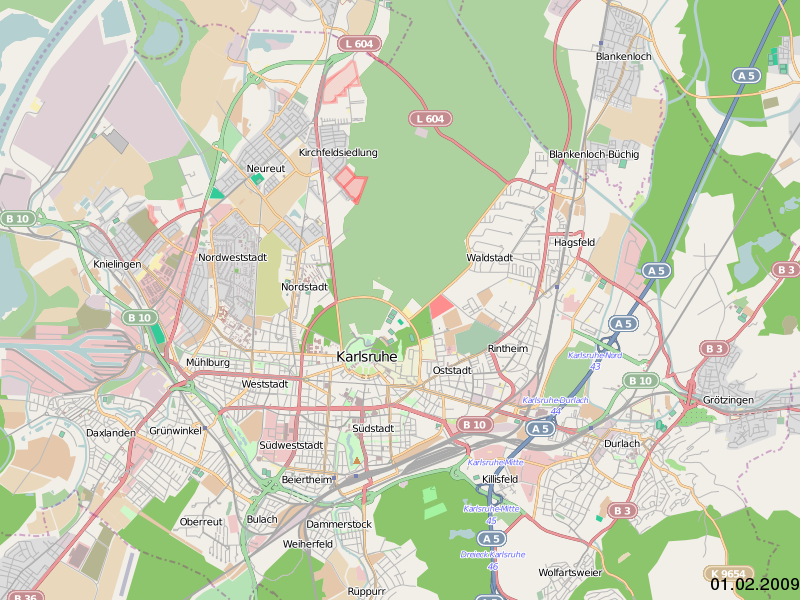 L 604
Blankenloch
A 5
L 604
Kirchfeldsiedlung
Blankenloch-Büchig
Neureut
B 10
Hagsfeld
Knielingen
Nordweststadt
Waldstadt
A 5
B 3
Nordstadt
B 10
A 5
Rintheim
B 3
Karlsruhe
Karlsruhe-Nord
43
Mühlburg
Oststadt
Weststadt
B 10
Karlsruhe-Durlach
44
Grötzingen
Daxlanden
Grünwinkel
Südstadt
B 10
A 5
Südweststadt
Durlach
Karlsruhe-Mitte
Beiertheim
Killisfeld
Karlsruhe-Mitte
45
B 3
Oberreut
Bulach
Dammerstock
Weiherfeld
A 5
Dreieck Karlsruhe
46
Wolfartsweier
K 9654
01.02.2009
Rüppurr
B 36
A 5